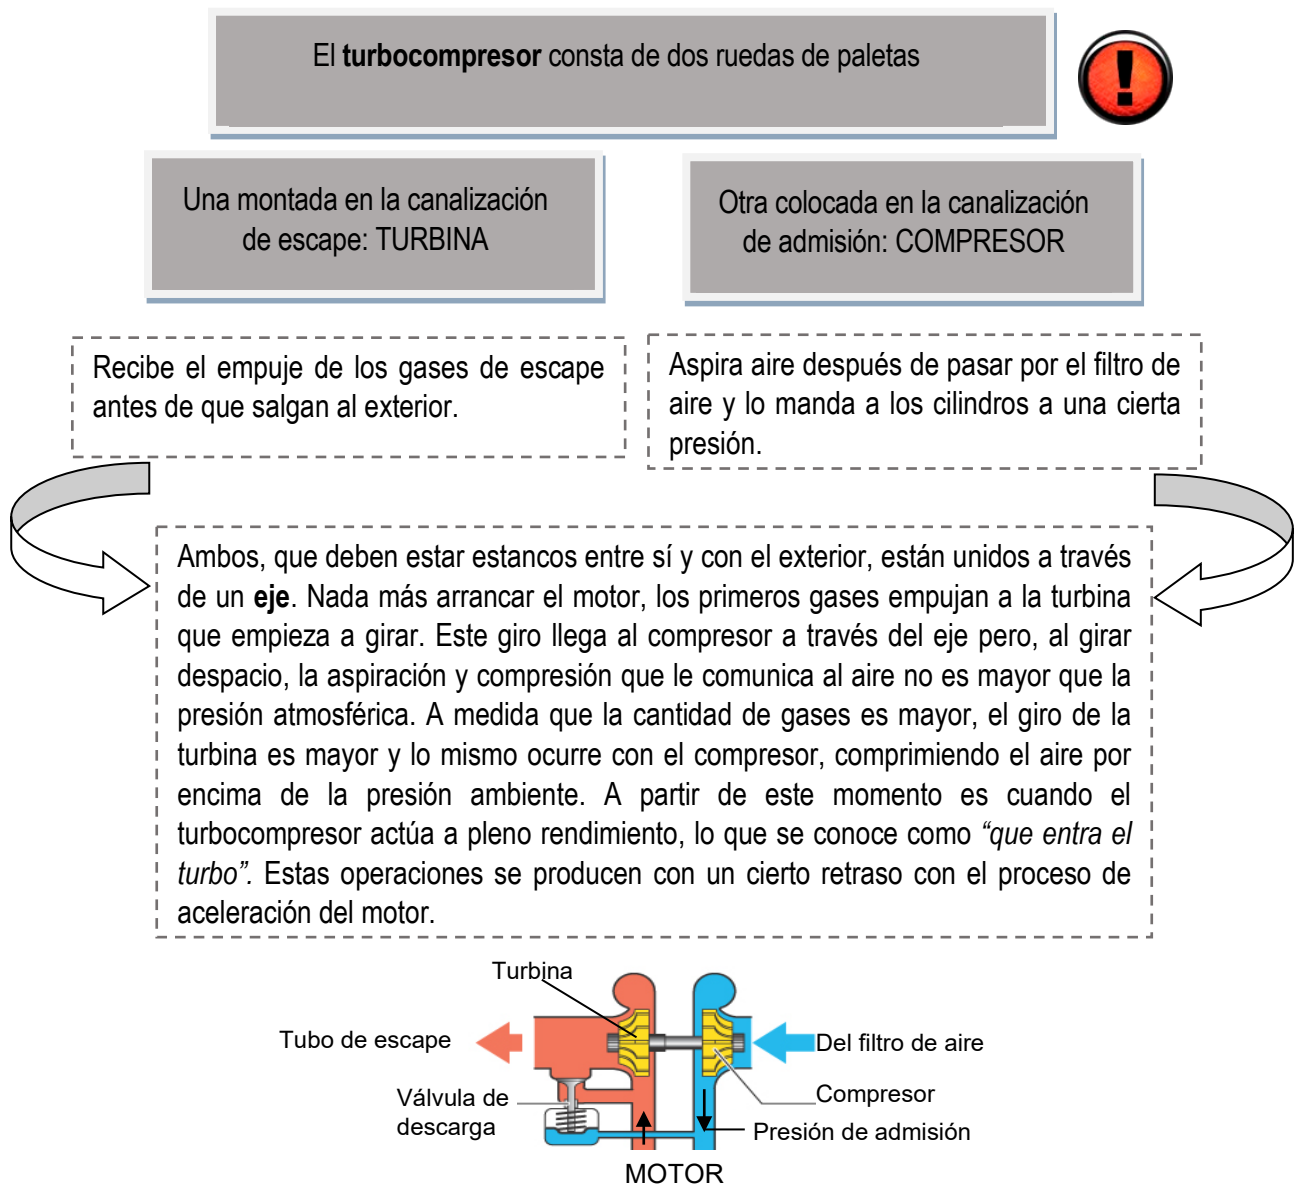 El turbocompresor consta de dos ruedas de paletas
Una montada en la canalización
de escape: TURBINA
Otra colocada en la canalización
de admisión: COMPRESOR
Recibe el empuje de los gases de escape
antes de que salgan al exterior.
Aspira aire después de pasar por el filtro de
aire y lo manda a los cilindros a una cierta
presión.
Ambos, que deben estar estancos entre sí y con el exterior, están unidos a través
de un eje. Nada más arrancar el motor, los primeros gases empujan a la turbina
que empieza a girar. Este giro llega al compresor a través del eje pero, al girar
despacio, la aspiración y compresión que le comunica al aire no es mayor que la
presión atmosférica. A medida que la cantidad de gases es mayor, el giro de la
turbina es mayor y lo mismo ocurre con el compresor, comprimiendo el aire por
encima de la presión ambiente. A partir de este momento es cuando el
turbocompresor actúa a pleno rendimiento, lo que se conoce como “que entra el
turbo”. Estas operaciones se producen con un cierto retraso con el proceso de
aceleración del motor.
Turbina
Tubo de escape
Del filtro de aire
Válvula de
descarga
Compresor
Presión de admisión
MOTOR